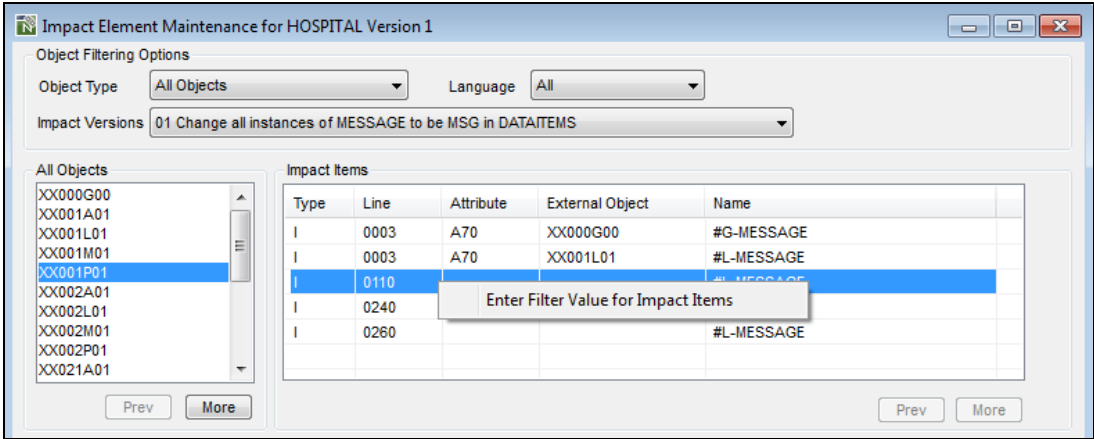 Impact Element Maintenance for HOSPITAL Version 1
Object Filtering Options
Object Type All Objects Language All
Impact Versions 01 Change all instances of MESSAGE to be MSG in DATAITEMS
All Objects
XX000G00
XX001A01
XX001L01
XX001M01
XX001P01
XX002A01
XX002L01
XX002M01
XX002P01
XX021A01
Prev More
Impact Items
Type Line Attribute External Object Name
I 0003 A70 XX000G00 #G-MESSAGE
I 0003 A70 XX001L01 #L-MESSAGE
I 0110 #L-MESSAGE
I 0240
I 0260 #L-MESSAGE
Enter Filter Value for Impact Items
Prev More